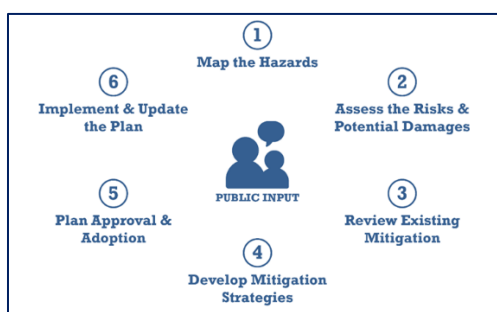 1
Map the Hazards
2
Assess the Risks &
Potential Damages
3
Review Existing
Mitigation
4
Develop Mitigation
Strategies
5
Plan Approval &
Adoption
6
Implement & Update
the Plan
PUBLIC INPUT